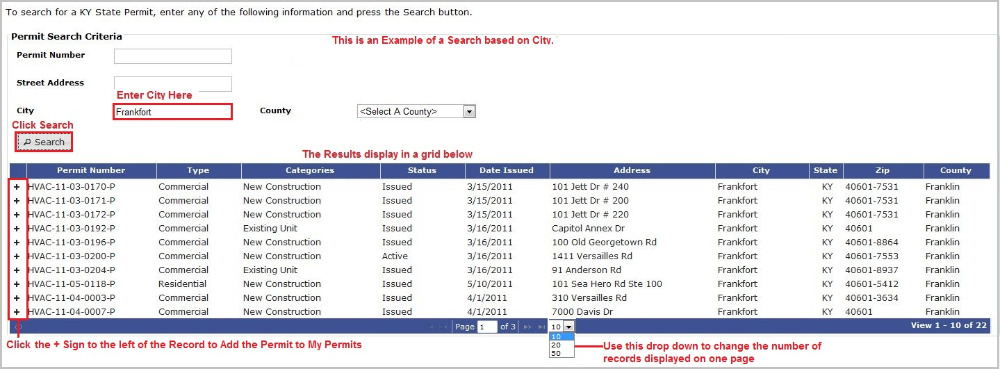 To search for a KY State Permit, enter any of the following information and press the Search button.
Permit Search Criteria
This is an Example of a Search based on City.
Permit Number
Street Address
Enter City Here
City Frankfort County <Select A County>
Click Search
Search
The Results display in a grid below
Permit Number Type Categories Status Date Issued Address City State Zip County
+ HVAC-11-03-0170-P Commercial New Construction Issued 3/15/2011 101 Jett Dr # 240 Frankfort KY 40601-7531 Franklin
+ HVAC-11-03-0171-P Commercial New Construction Issued 3/15/2011 101 Jett Dr # 200 Frankfort KY 40601-7531 Franklin
+ HVAC-11-03-0172-P Commercial New Construction Issued 3/15/2011 101 Jett Dr # 220 Frankfort KY 40601-7531 Franklin
+ HVAC-11-03-0192-P Commercial Existing Unit Issued 3/16/2011 Capitol Annex Dr Frankfort KY 40601 Franklin
+ HVAC-11-03-0196-P Commercial New Construction Issued 3/16/2011 100 Old Georgetown Rd Frankfort KY 40601-8864 Franklin
+ HVAC-11-03-0200-P Commercial New Construction Active 3/16/2011 1411 Versailles Rd Frankfort KY 40601-7553 Franklin
+ HVAC-11-03-0204-P Commercial Existing Unit Issued 3/16/2011 91 Anderson Rd Frankfort KY 40601-8937 Franklin
+ HVAC-11-05-0118-P Residential New Construction Issued 5/10/2011 101 Sea Hero Rd Ste 100 Frankfort KY 40601-5412 Franklin
+ HVAC-11-04-0003-P Commercial New Construction Issued 4/1/2011 310 Versailles Rd Frankfort KY 40601-3634 Franklin
+ HVAC-11-04-0007-P Commercial New Construction Issued 4/1/2011 7000 Davis Dr Frankfort KY 40601 Franklin
Page 1 of 3 10 View 1 - 10 of 22
10
20
50
Click the + Sign to the left of the Record to Add the Permit to My Permits
Use this drop down to change the number of
records displayed on one page